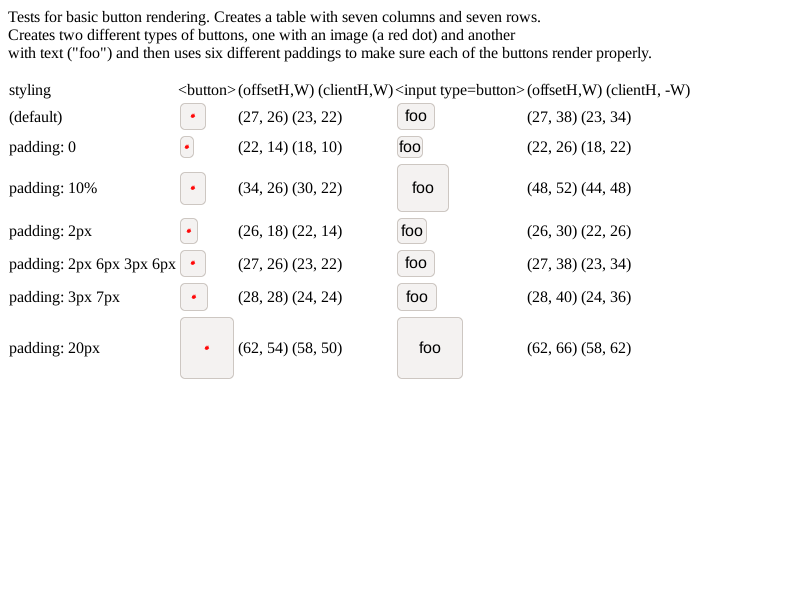 Tests for basic button rendering. Creates a table with seven columns and seven rows.
Creates two different types of buttons, one with an image (a red dot) and another
with text ("foo") and then uses six different paddings to make sure each of the buttons render properly.
styling <button> (offsetH,W) (clientH,W) <input type=button> (offsetH,W) (clientH, -W)
(default) (27, 26) (23, 22) foo (27, 38) (23, 34)
padding: 0 (22, 14) (18, 10) foo (22, 26) (18, 22)
padding: 10% (34, 26) (30, 22) foo (48, 52) (44, 48)
padding: 2px (26, 18) (22, 14) foo (26, 30) (22, 26)
padding: 2px 6px 3px 6px (27, 26) (23, 22) foo (27, 38) (23, 34)
padding: 3px 7px (28, 28) (24, 24) foo (28, 40) (24, 36)
padding: 20px (62, 54) (58, 50) foo (62, 66) (58, 62)